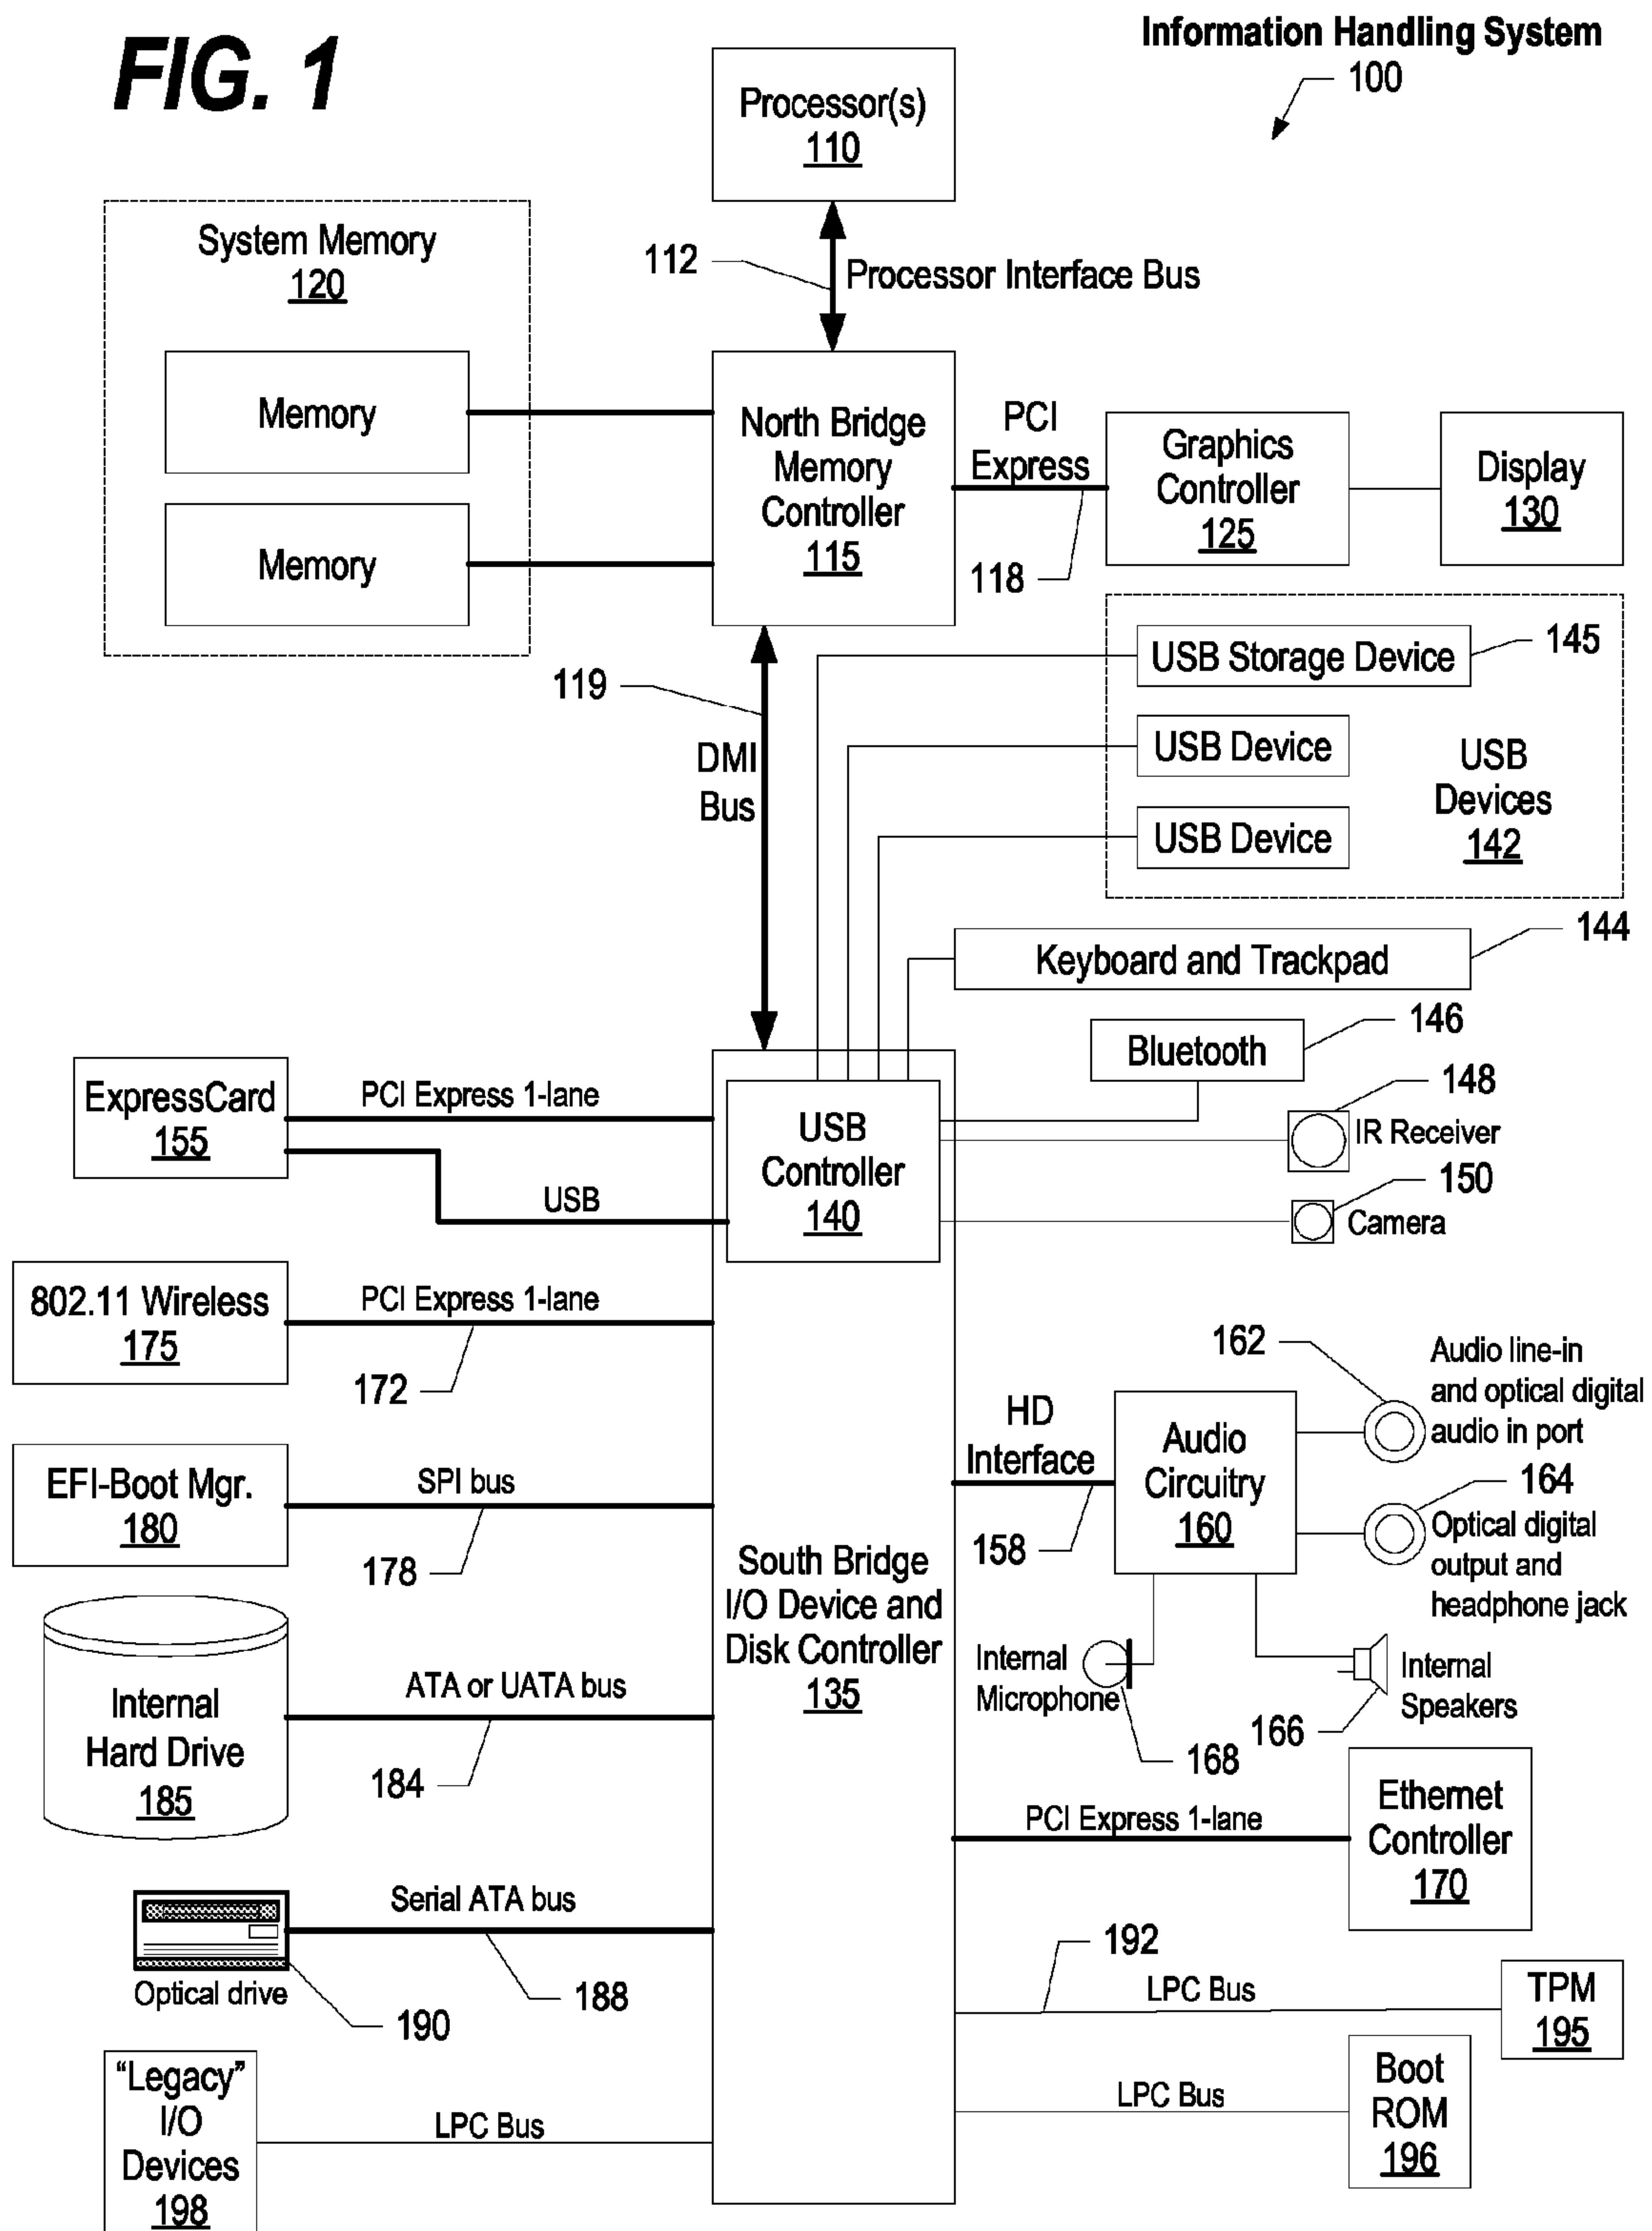 FIG. 1
Information Handling System
100
Processor(s)
110
System Memory
120
112
Processor Interface Bus
Memory
Memory
North Bridge
Memory
Controller
115
PCI
Express
118
Graphics
Controller
125
Display
130
119
DMI
Bus
USB Storage Device
145
USB Device
USB Device
USB
Devices
142
Keyboard and Trackpad
144
Bluetooth
146
148
IR Receiver
150
Camera
ExpressCard
155
PCI Express 1-lane
USB
USB
Controller
140
802.11 Wireless
175
PCI Express 1-lane
172
EFI-Boot Mgr.
180
SPI bus
178
South Bridge
I/O Device and
Disk Controller
135
HD
Interface
158
Audio
Circuitry
160
162
Audio line-in
and optical digital
audio in port
164
Optical digital
output and
headphone jack
Internal
Microphone
168
166
Internal
Speakers
Internal
Hard Drive
185
ATA or UATA bus
184
PCI Express 1-lane
Ethernet
Controller
170
Serial ATA bus
188
Optical drive
190
192
LPC Bus
TPM
195
LPC Bus
Boot
ROM
196
“Legacy”
I/O
Devices
198
LPC Bus